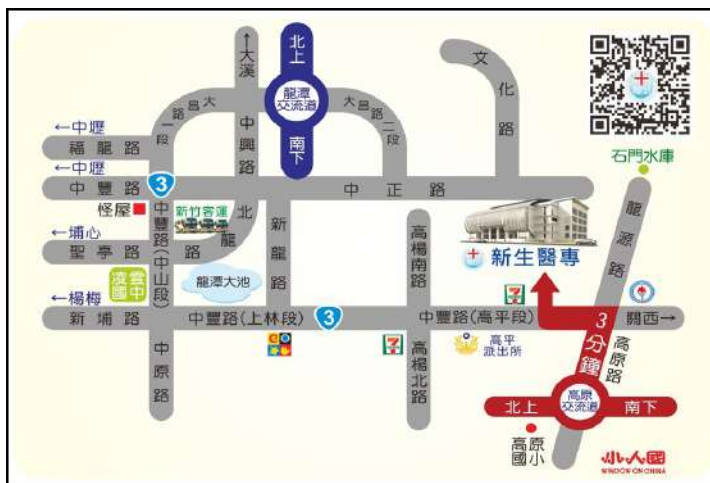 北上
←大溪
龍潭
交流道
南下
大昌路一段
大昌路二段
文化路
←中壢
福龍路
←中壢
中豐路
3
中興路
中正路
石門水庫
怪屋
新竹客運
中豐路(中山段)
北龍路
新龍路
高楊南路
龍源路
←埔心
聖亭路
新生醫專
凌雲
國中
龍潭大池
←楊梅
新埔路
中豐路(上林段)
3
中豐路(高平段)
關西→
7
ELEVEn
7
ELEVEn
高平
派出所
3分鐘
高原路
中原路
高楊北路
北上
高原
交流道
南下
高原
國小
小人國
WINDOW ON CHINA